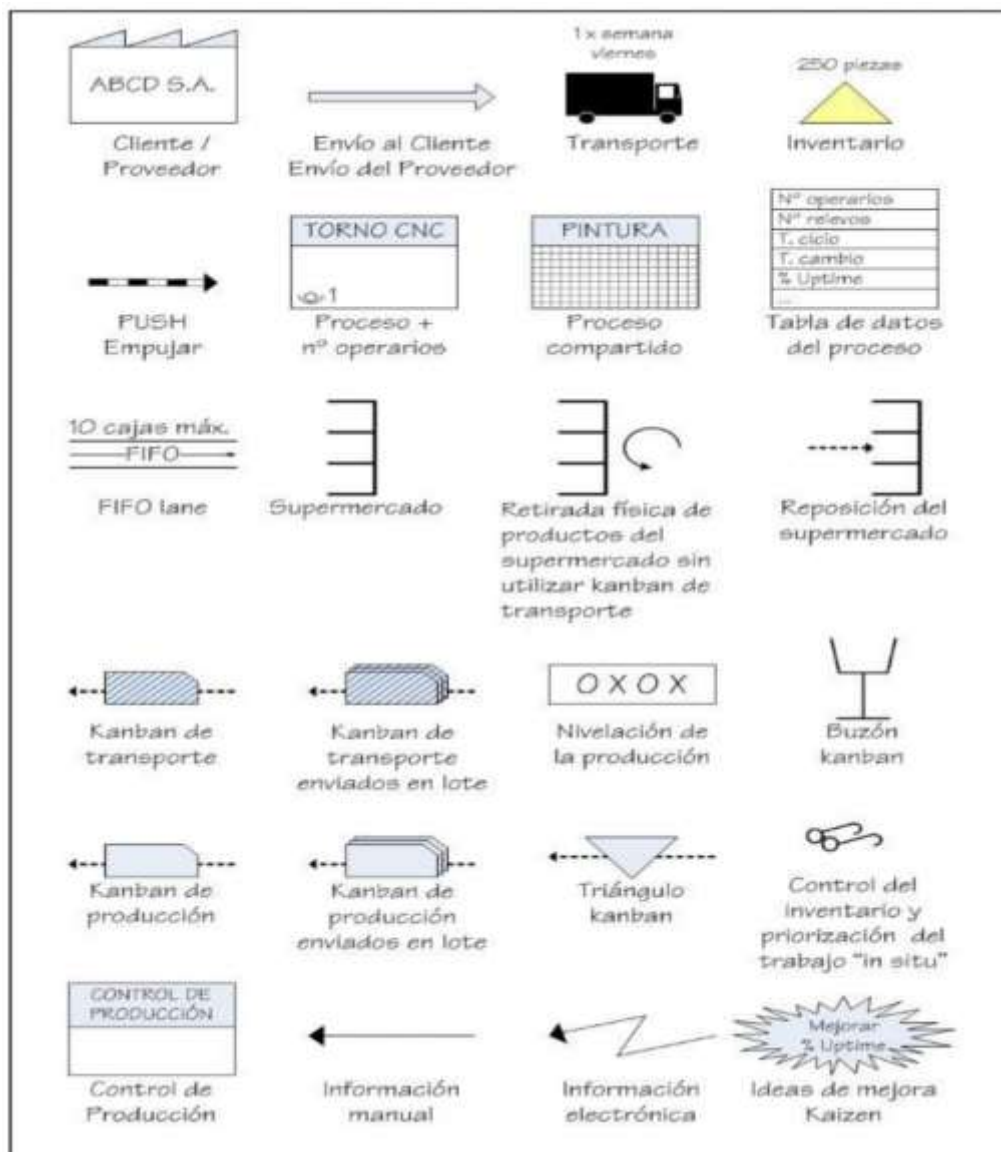 1 x semana
viernes
250 piezas
ABCD S.A.
Cliente /
Proveedor
Envío al Cliente
Envío del Proveedor
Transporte
Inventario
TORNO CNC
1
PINTURA
Nº operarios
Nº relevos
T. ciclo
T. cambio
% Uptime
...
PUSH
Empujar
Proceso +
nº operarios
Proceso
compartido
Tabla de datos
del proceso
10 cajas máx.
FIFO
FIFO lane
Supermercado
Retirada física de
productos del
supermercado sin
utilizar kanban de
transporte
Reposición del
supermercado
Kanban de
transporte
Kanban de
transporte
enviados en lote
O X O X
Nivelación de
la producción
Buzón
kanban
Kanban de
producción
Kanban de
producción
enviados en lote
Triángulo
kanban
Control del
inventario y
priorización del
trabajo "in situ"
CONTROL DE
PRODUCCIÓN
Control de
Producción
Información
manual
Información
electrónica
Mejorar
% Uptime
Ideas de mejora
Kaizen